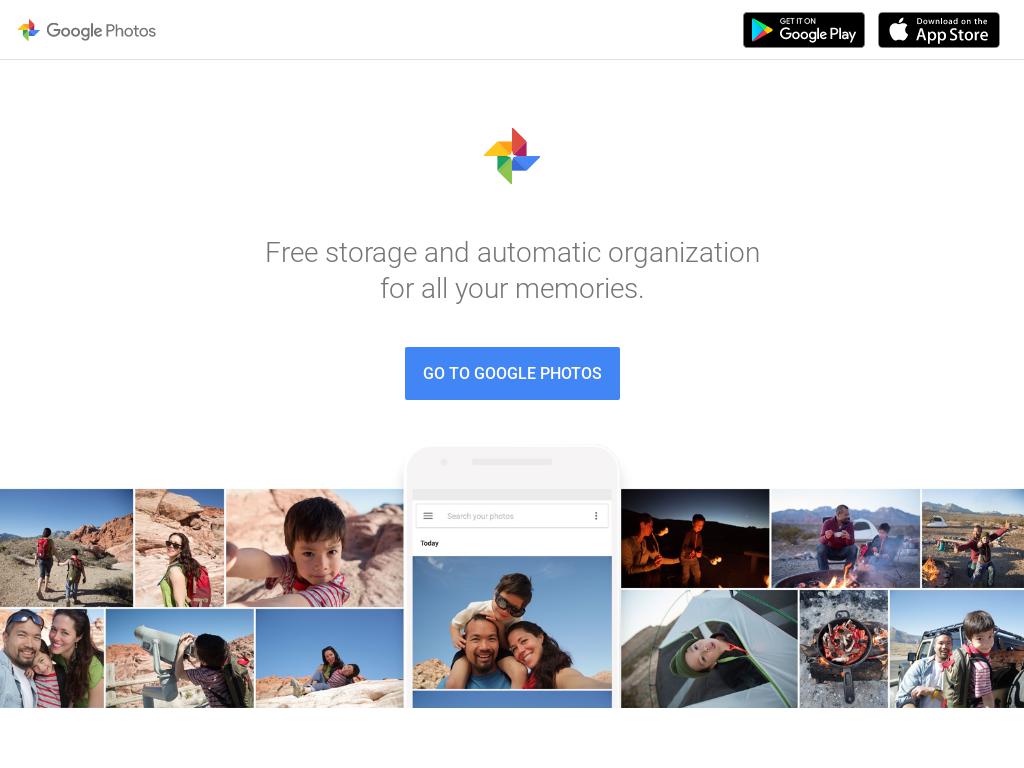 Google Photos
GET IT ON
Google Play
Download on the
App Store
Free storage and automatic organization
for all your memories.
GO TO GOOGLE PHOTOS
Search your photos
Today